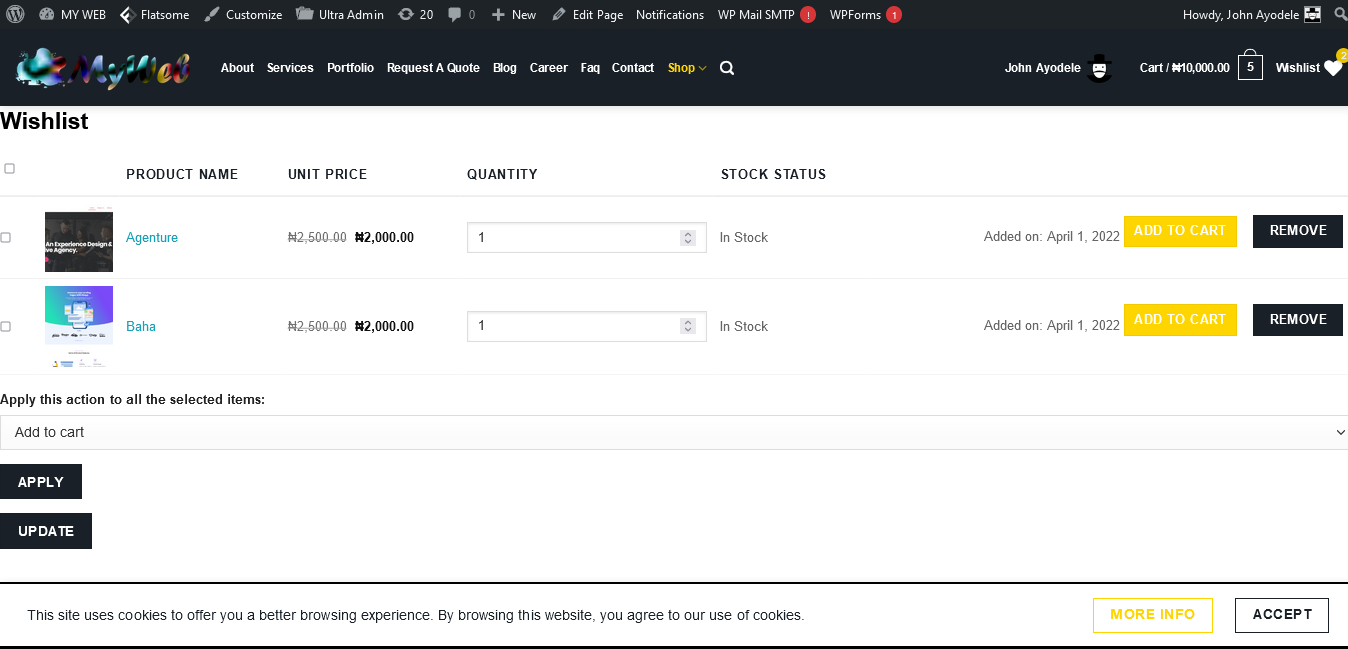 MY WEB Flatsome Customize Ultra Admin 20 0 New Edit Page Notifications WP Mail SMTP ! WPForms 1 Howdy, John Ayodele
MyWeb About Services Portfolio Request A Quote Blog Career Faq Contact Shop John Ayodele Cart / ₦10,000.00 5 Wishlist 2
Wishlist
PRODUCT NAME UNIT PRICE QUANTITY STOCK STATUS
An Experience Design &
ive Agency.
Agenture ₦2,500.00 ₦2,000.00 1 In Stock Added on: April 1, 2022 ADD TO CART REMOVE
Baha ₦2,500.00 ₦2,000.00 1 In Stock Added on: April 1, 2022 ADD TO CART REMOVE
Apply this action to all the selected items:
Add to cart
APPLY
UPDATE
This site uses cookies to offer you a better browsing experience. By browsing this website, you agree to our use of cookies. MORE INFO ACCEPT